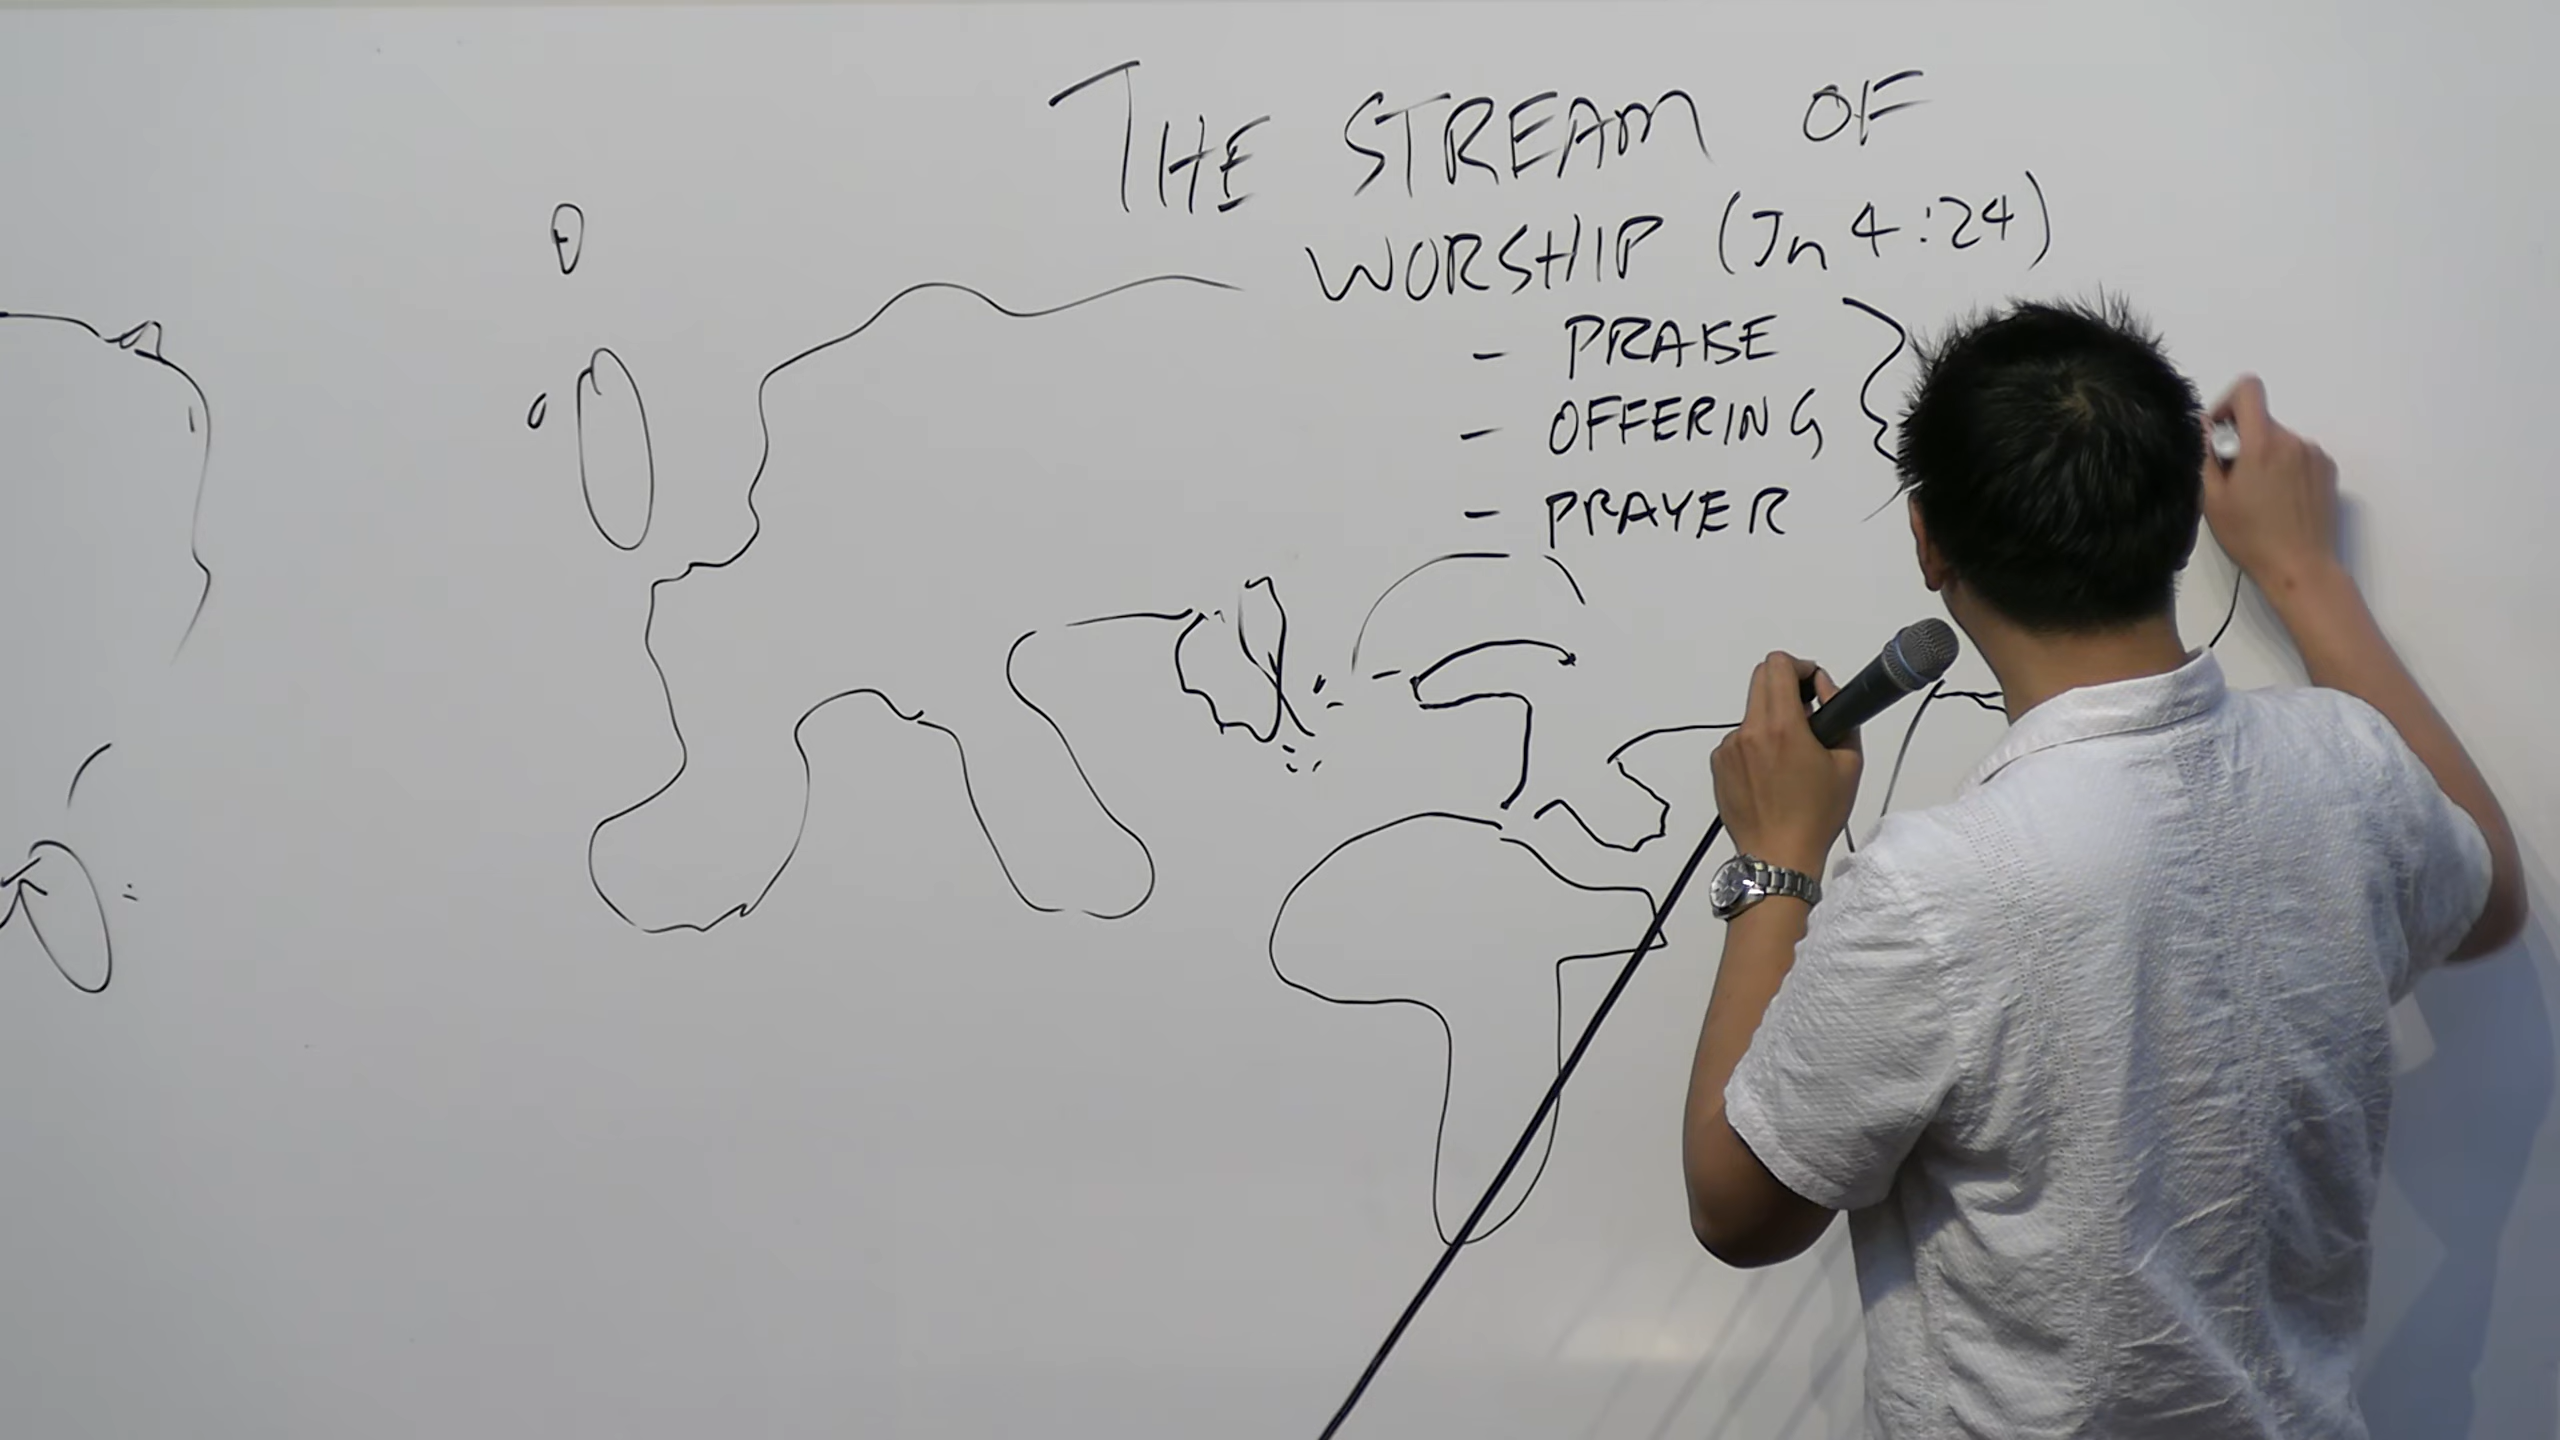 THE STREAM OF
WORSHIP (Jn 4:24)
- PRAISE
- OFFERING
- PRAYER